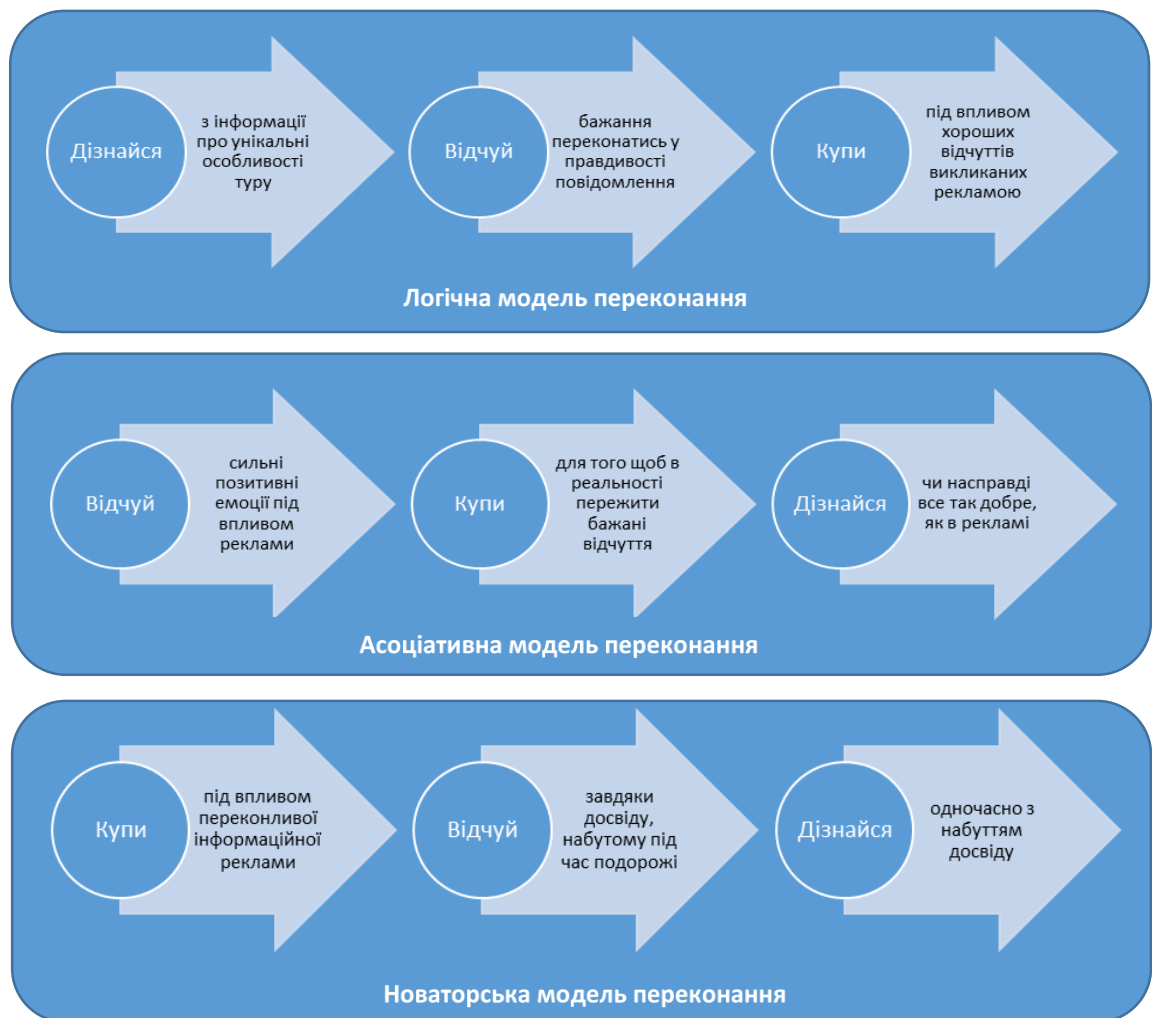 Дізнайся
з інформації
про унікальні
особливості
туру
Відчуй
бажання
переконатись у
правдивості
повідомлення
Купи
під впливом
хороших
відчуттів
викликаних
рекламою
Логічна модель переконання
Відчуй
сильні
позитивні
емоції під
впливом
реклами
Купи
для того щоб в
реальності
пережити
бажані
відчуття
Дізнайся
чи насправді
все так добре,
як в рекламі
Асоціативна модель переконання
Купи
під впливом
переконливої
інформаційної
реклами
Відчуй
завдяки
досвіду,
набутому під
час подорожі
Дізнайся
одночасно з
набуттям
досвіду
Новаторська модель переконання